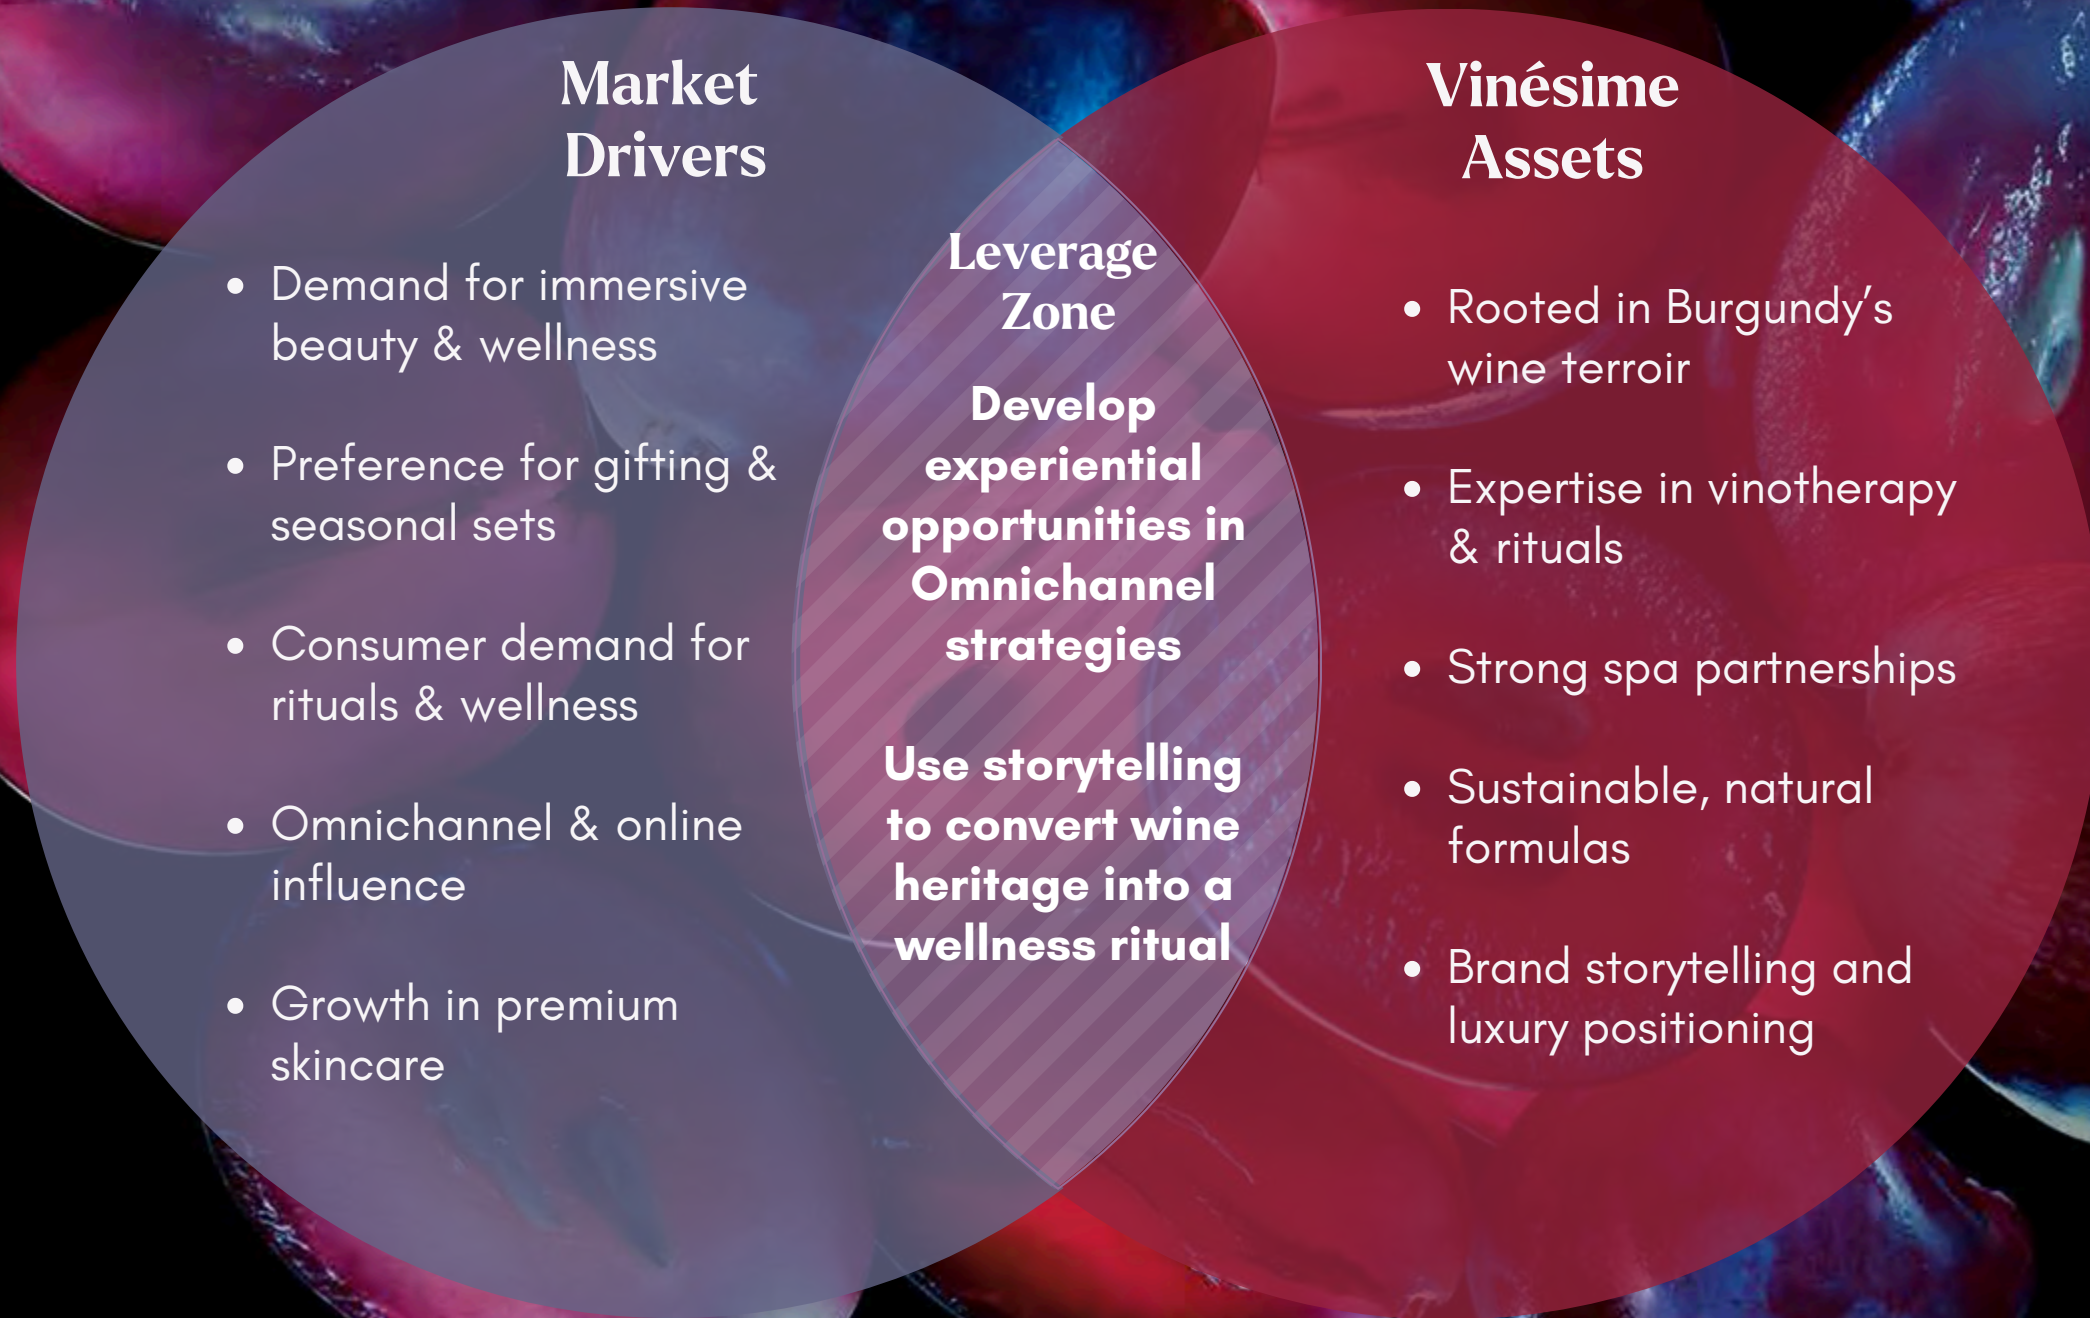 Market
Drivers
• Demand for immersive
beauty & wellness
• Preference for gifting &
seasonal sets
• Consumer demand for
rituals & wellness
• Omnichannel & online
influence
• Growth in premium
skincare
Leverage
Zone
Develop
experiential
opportunities in
Omnichannel
strategies
Use storytelling
to convert wine
heritage into a
wellness ritual
Vinésime
Assets
• Rooted in Burgundy’s
wine terroir
• Expertise in vinotherapy
& rituals
• Strong spa partnerships
• Sustainable, natural
formulas
• Brand storytelling and
luxury positioning